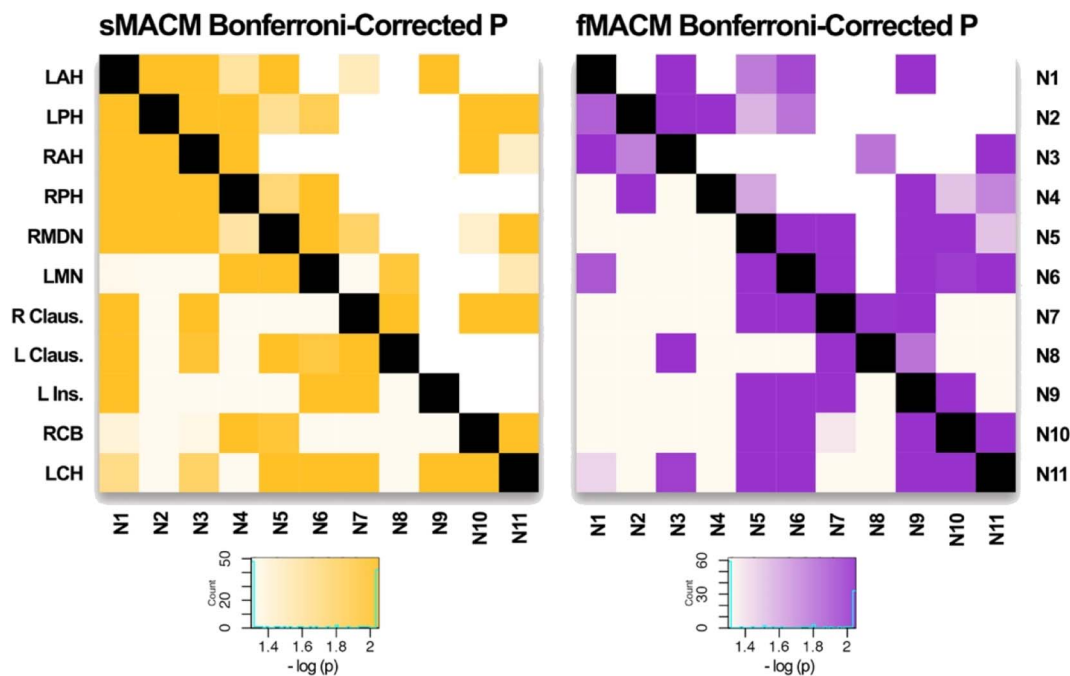 sMACM Bonferroni-Corrected P
fMACM Bonferroni-Corrected P
LAH
LPH
RAH
RPH
RMDN
LMN
R Claus.
L Claus.
L Ins.
RCB
LCH
N1
N2
N3
N4
N5
N6
N7
N8
N9
N10
N11
N1 N2 N3 N4 N5 N6 N7 N8 N9 N10 N11
N1 N2 N3 N4 N5 N6 N7 N8 N9 N10 N11
Count
0 20 50
1.4 1.6 1.8 2
- log (p)
Count
0 30 60
1.4 1.6 1.8 2
- log (p)